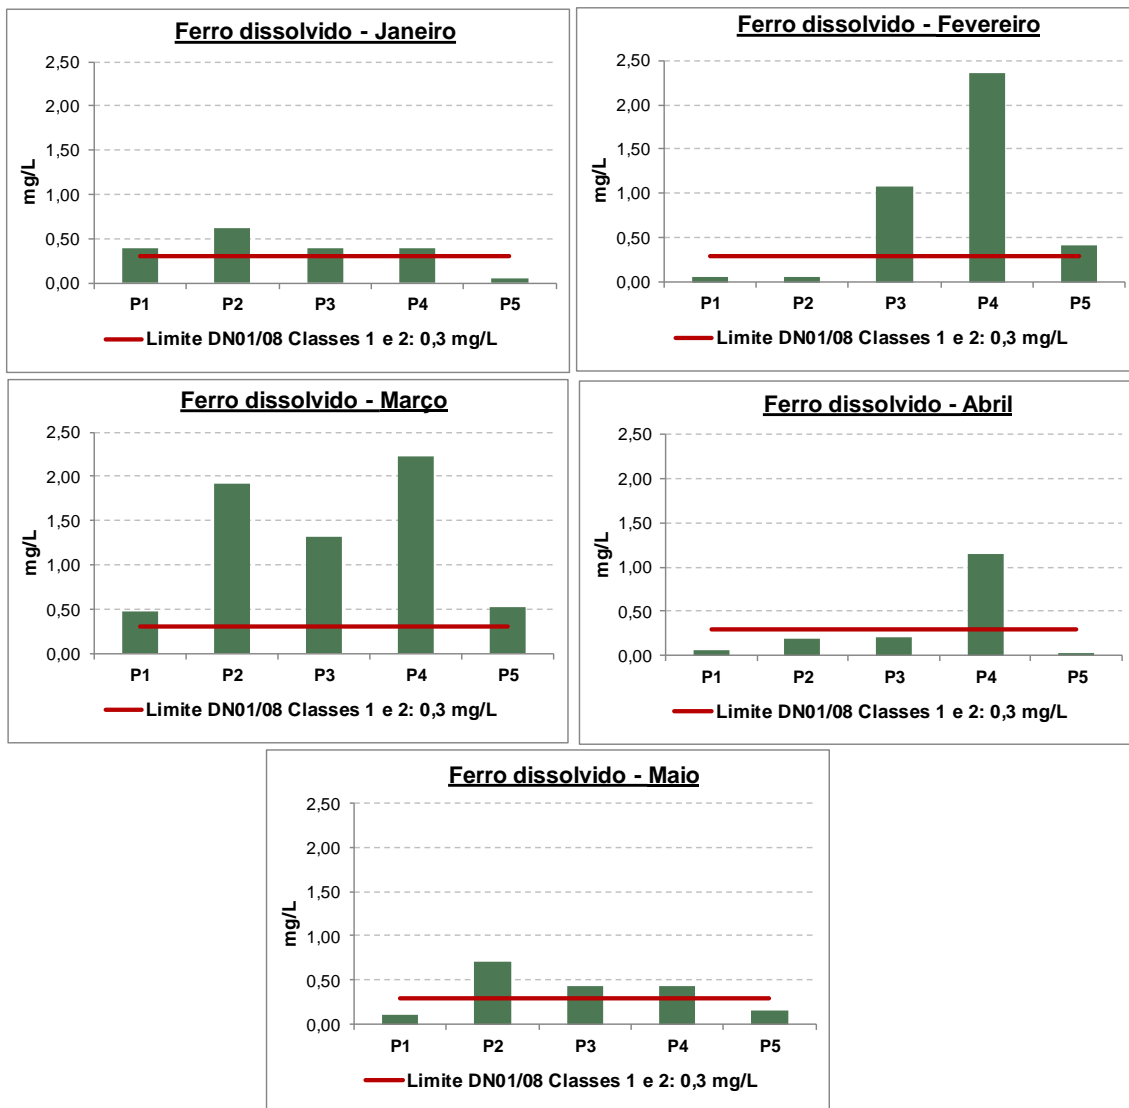 Ferro dissolvido - Janeiro
2,50
2,00
1,50
1,00
0,50
0,00
mg/L
P1 P2 P3 P4 P5
Limite DN01/08 Classes 1 e 2: 0,3 mg/L
Ferro dissolvido - Fevereiro
2,50
2,00
1,50
1,00
0,50
0,00
mg/L
P1 P2 P3 P4 P5
Limite DN01/08 Classes 1 e 2: 0,3 mg/L
Ferro dissolvido - Março
2,50
2,00
1,50
1,00
0,50
0,00
mg/L
P1 P2 P3 P4 P5
Limite DN01/08 Classes 1 e 2: 0,3 mg/L
Ferro dissolvido - Abril
2,50
2,00
1,50
1,00
0,50
0,00
mg/L
P1 P2 P3 P4 P5
Limite DN01/08 Classes 1 e 2: 0,3 mg/L
Ferro dissolvido - Maio
2,50
2,00
1,50
1,00
0,50
0,00
mg/L
P1 P2 P3 P4 P5
Limite DN01/08 Classes 1 e 2: 0,3 mg/L